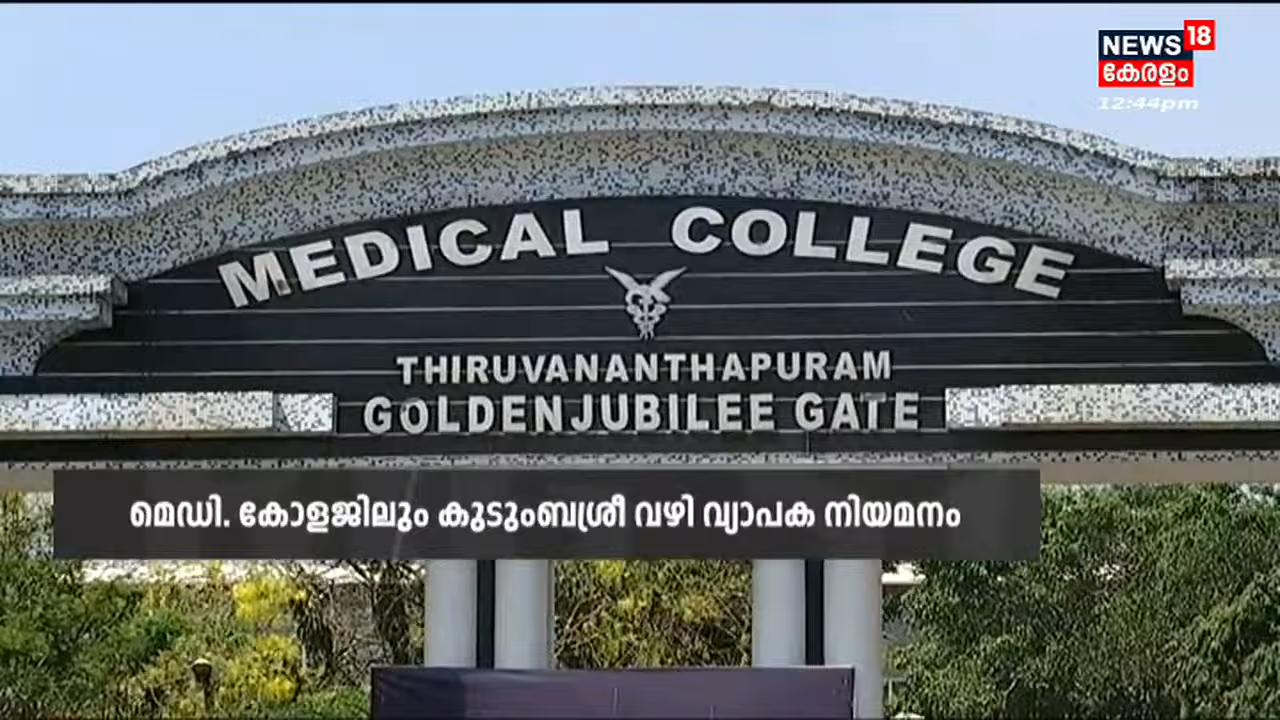 NEWS 18
കേരളം
12:44pm
MEDICAL COLLEGE
THIRUVANANTHAPURAM
GOLDENJUBILEE GATE
മെഡി. കോളജിലും കുടുംബശ്രീ വഴി വ്യാപക നിയമനം